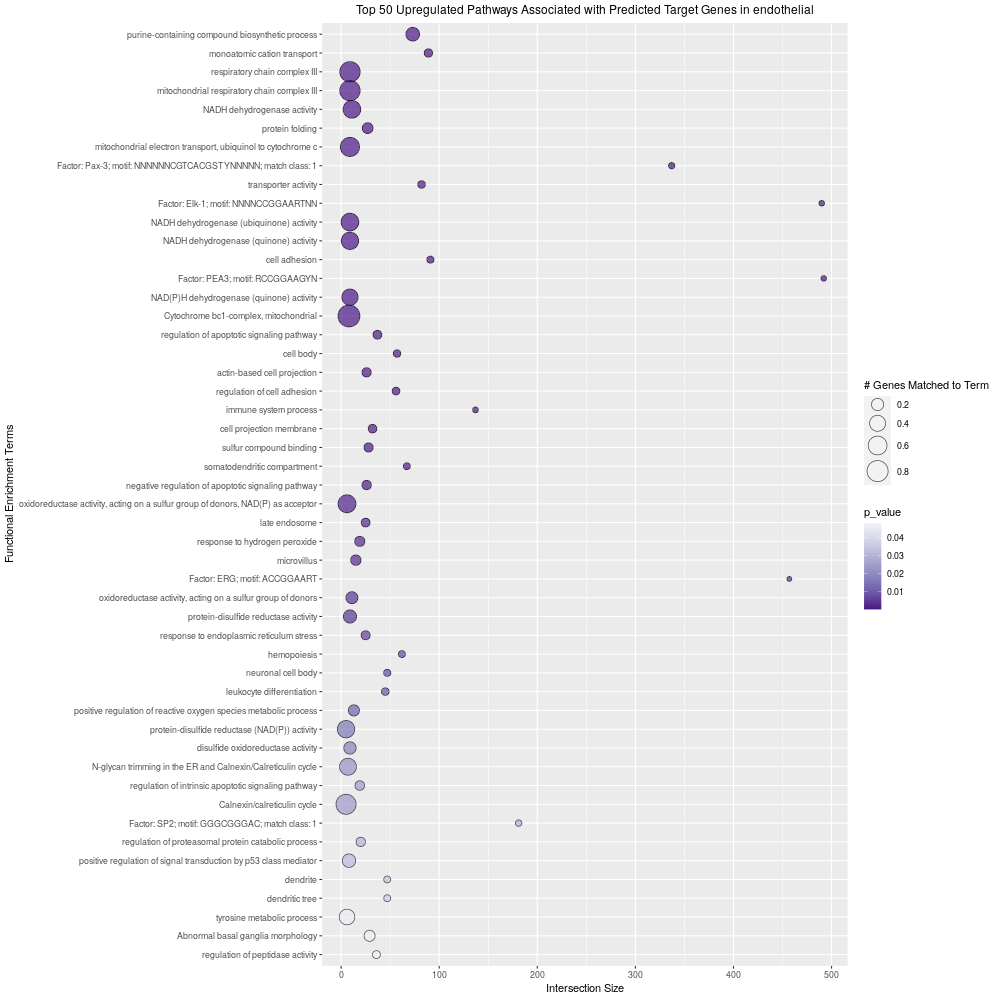 Top 50 Upregulated Pathways Associated with Predicted Target Genes in endothelial
Functional Enrichment Terms
purine-containing compound biosynthetic process
monoatomic cation transport
respiratory chain complex III
mitochondrial respiratory chain complex III
NADH dehydrogenase activity
protein folding
mitochondrial electron transport, ubiquinol to cytochrome c
Factor: Pax-3; motif: NNNNNNCGTCACGSTYNNNNN; match class: 1
transporter activity
Factor: Elk-1; motif: NNNNCCGGAARTNN
NADH dehydrogenase (ubiquinone) activity
NADH dehydrogenase (quinone) activity
cell adhesion
Factor: PEA3; motif: RCCGGAAGYN
NAD(P)H dehydrogenase (quinone) activity
Cytochrome bc1-complex, mitochondrial
regulation of apoptotic signaling pathway
cell body
actin-based cell projection
regulation of cell adhesion
immune system process
cell projection membrane
sulfur compound binding
somatodendritic compartment
negative regulation of apoptotic signaling pathway
oxidoreductase activity, acting on a sulfur group of donors, NAD(P) as acceptor
late endosome
response to hydrogen peroxide
microvillus
Factor: ERG; motif: ACCGGAART
oxidoreductase activity, acting on a sulfur group of donors
protein-disulfide reductase activity
response to endoplasmic reticulum stress
hemopoiesis
neuronal cell body
leukocyte differentiation
positive regulation of reactive oxygen species metabolic process
protein-disulfide reductase (NAD(P)) activity
disulfide oxidoreductase activity
N-glycan trimming in the ER and Calnexin/Calreticulin cycle
regulation of intrinsic apoptotic signaling pathway
Calnexin/calreticulin cycle
Factor: SP2; motif: GGGCGGGAC; match class: 1
regulation of proteasomal protein catabolic process
positive regulation of signal transduction by p53 class mediator
dendrite
dendritic tree
tyrosine metabolic process
Abnormal basal ganglia morphology
regulation of peptidase activity
0 100 200 300 400 500
Intersection Size
# Genes Matched to Term
0.2
0.4
0.6
0.8
p_value
0.04
0.03
0.02
0.01